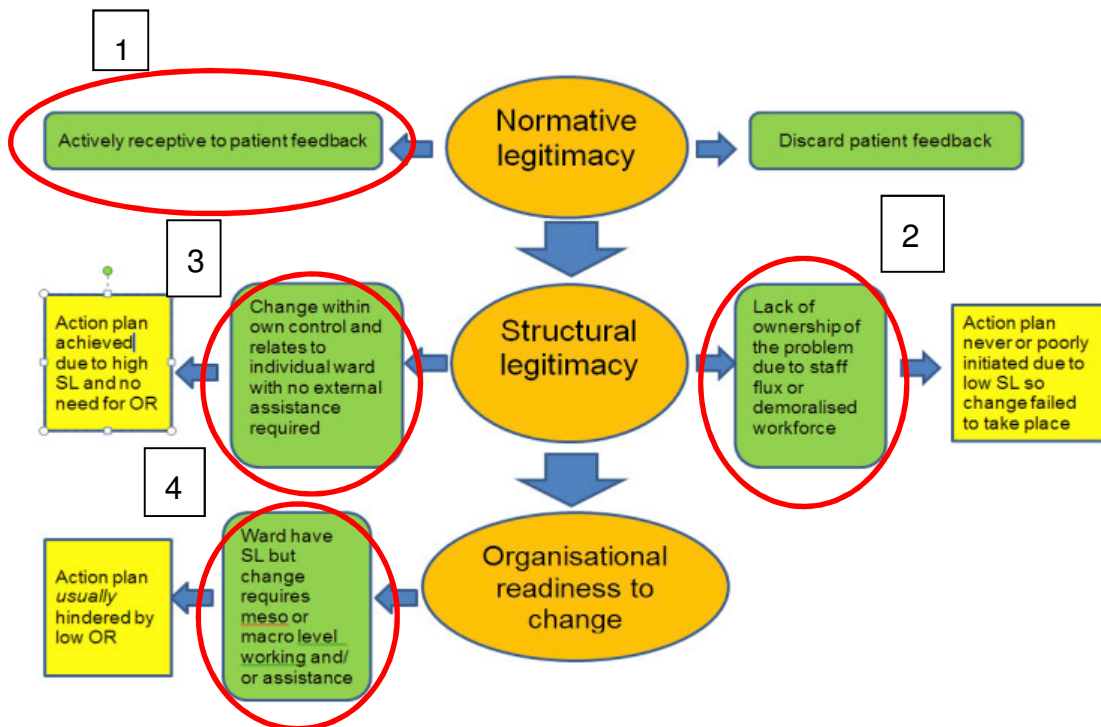 1
Actively receptive to patient feedback
Normative
legitimacy
Discard patient feedback
2
3
Action plan
achieved
due to high
SL and no
need for OR
Change within
own control and
relates to
individual ward
with no external
assistance
required
Structural
legitimacy
Lack of
ownership of
the problem
due to staff
flux or
demoralised
workforce
Action plan
never or poorly
initiated due to
low SL so
change failed
to take place
4
Action plan
usually
hindered by
low OR
Ward have
SL but
change
requires
meso or
macro level
working and/
or assistance
Organisational
readiness to
change